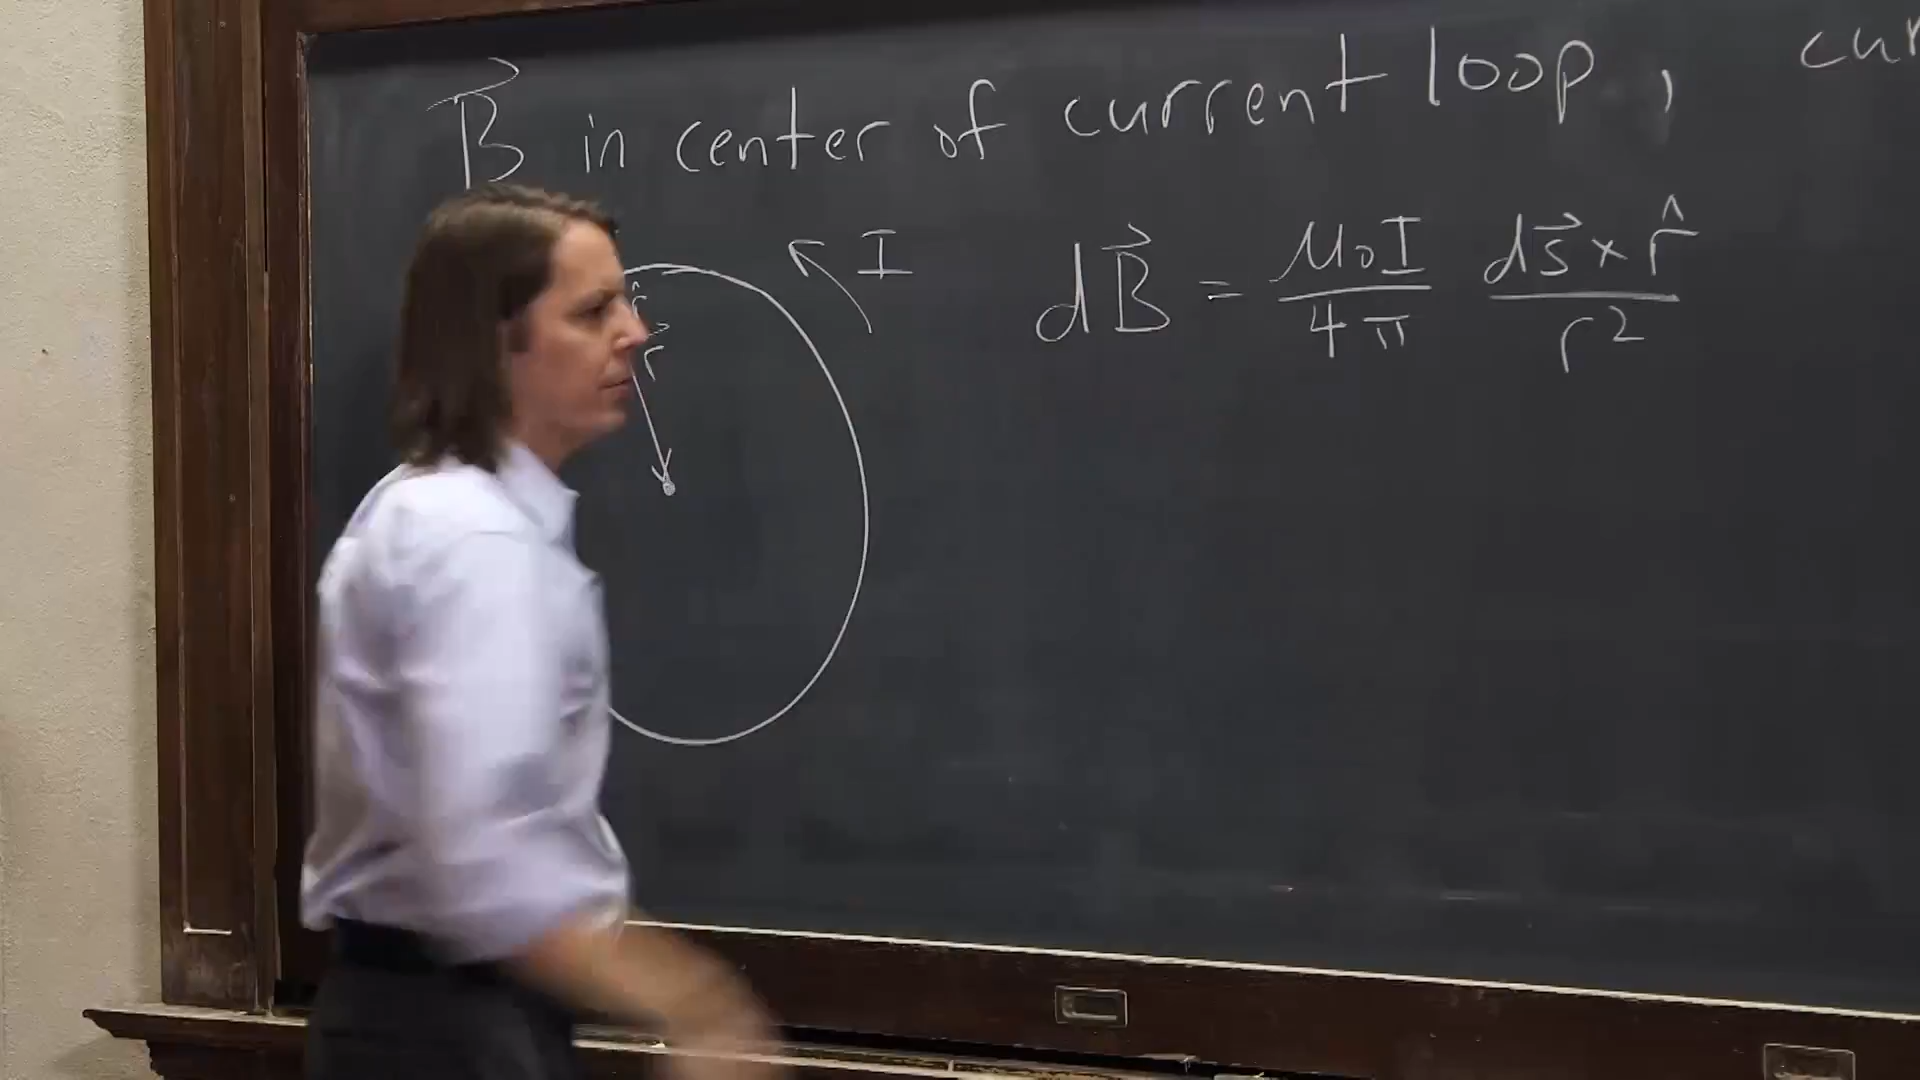 B⃗ in center of current loop,
I
dB⃗ = μ₀I/4π ds⃗ × r̂/r²
r̂
r⃗